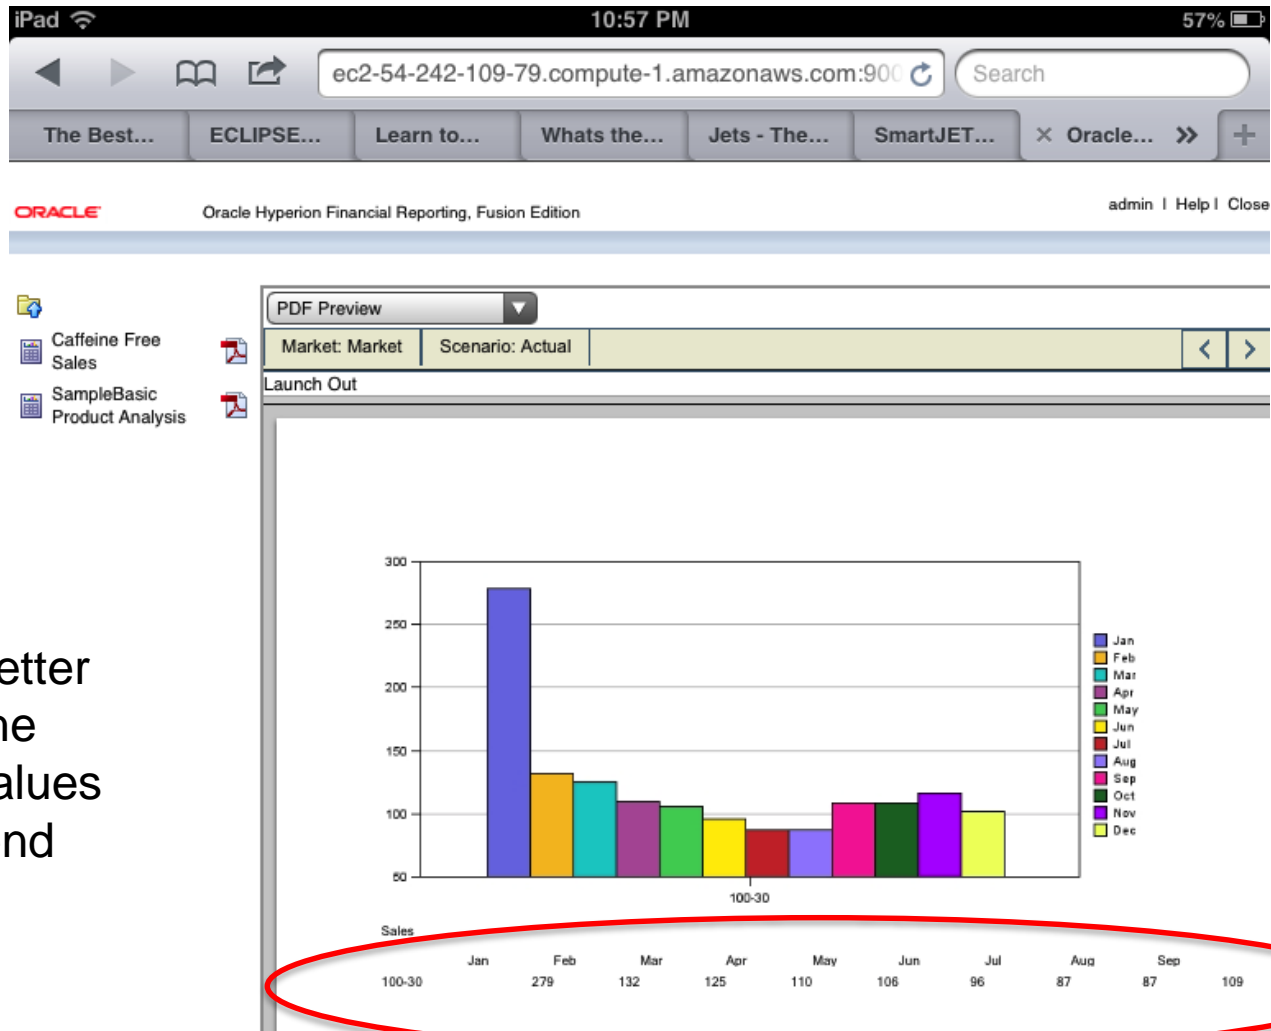 iPad 10:57 PM 57%
ec2-54-242-109-79.compute-1.amazonaws.com:900 Search
The Best... ECLIPSE... Learn to... Whats the... Jets - The... SmartJET... × Oracle... »
ORACLE Oracle Hyperion Financial Reporting, Fusion Edition admin | Help | Close
PDF Preview
Caffeine Free
Sales
Market: Market Scenario: Actual
Launch Out
SampleBasic
Product Analysis
300
250
200
150
100
50
Jan
Feb
Mar
Apr
May
Jun
Jul
Aug
Sep
Oct
Nov
Dec
etter
ne
alues
nd
100-30
Sales
Jan Feb Mar Apr May Jun Jul Aug Sep
100-30 279 132 125 110 106 96 87 87 109